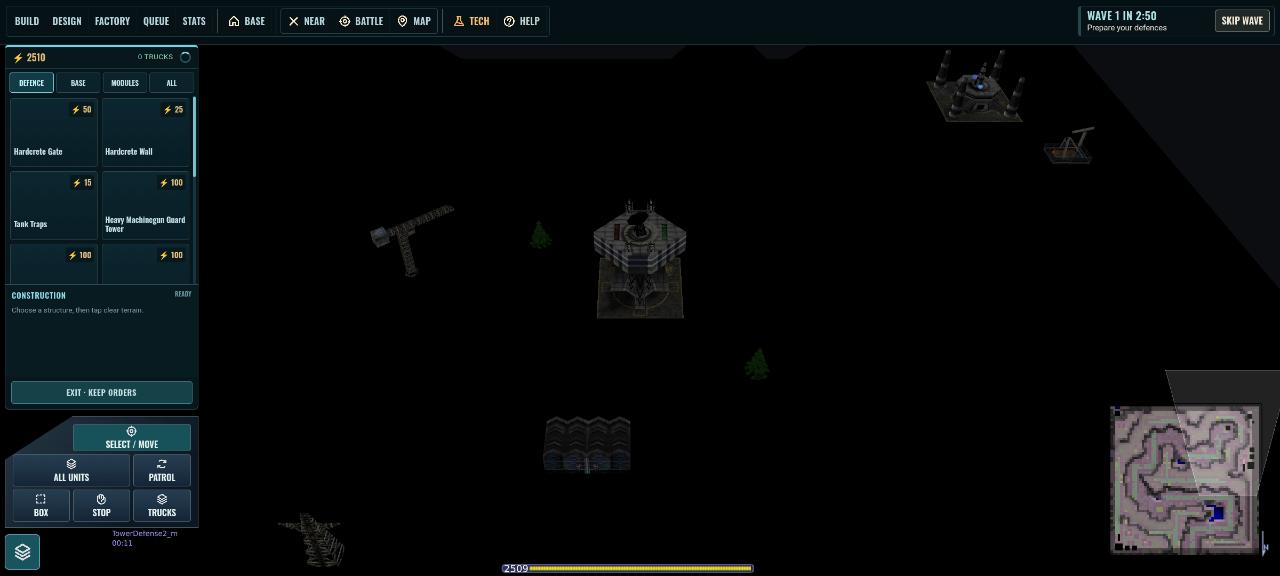 BUILD DESIGN FACTORY QUEUE STATS BASE NEAR BATTLE MAP TECH HELP
WAVE 1 IN 2:50
Prepare your defences
SKIP WAVE
2510
0 TRUCKS
DEFENCE BASE MODULES ALL
50
Hardcrete Gate
25
Hardcrete Wall
15
Tank Traps
100
Heavy Machinegun Guard
Tower
100
100
CONSTRUCTION
READY
Choose a structure, then tap clear terrain.
EXIT · KEEP ORDERS
SELECT / MOVE
ALL UNITS
PATROL
BOX
STOP
TRUCKS
TowerDefense2_m
00:11
2509
N